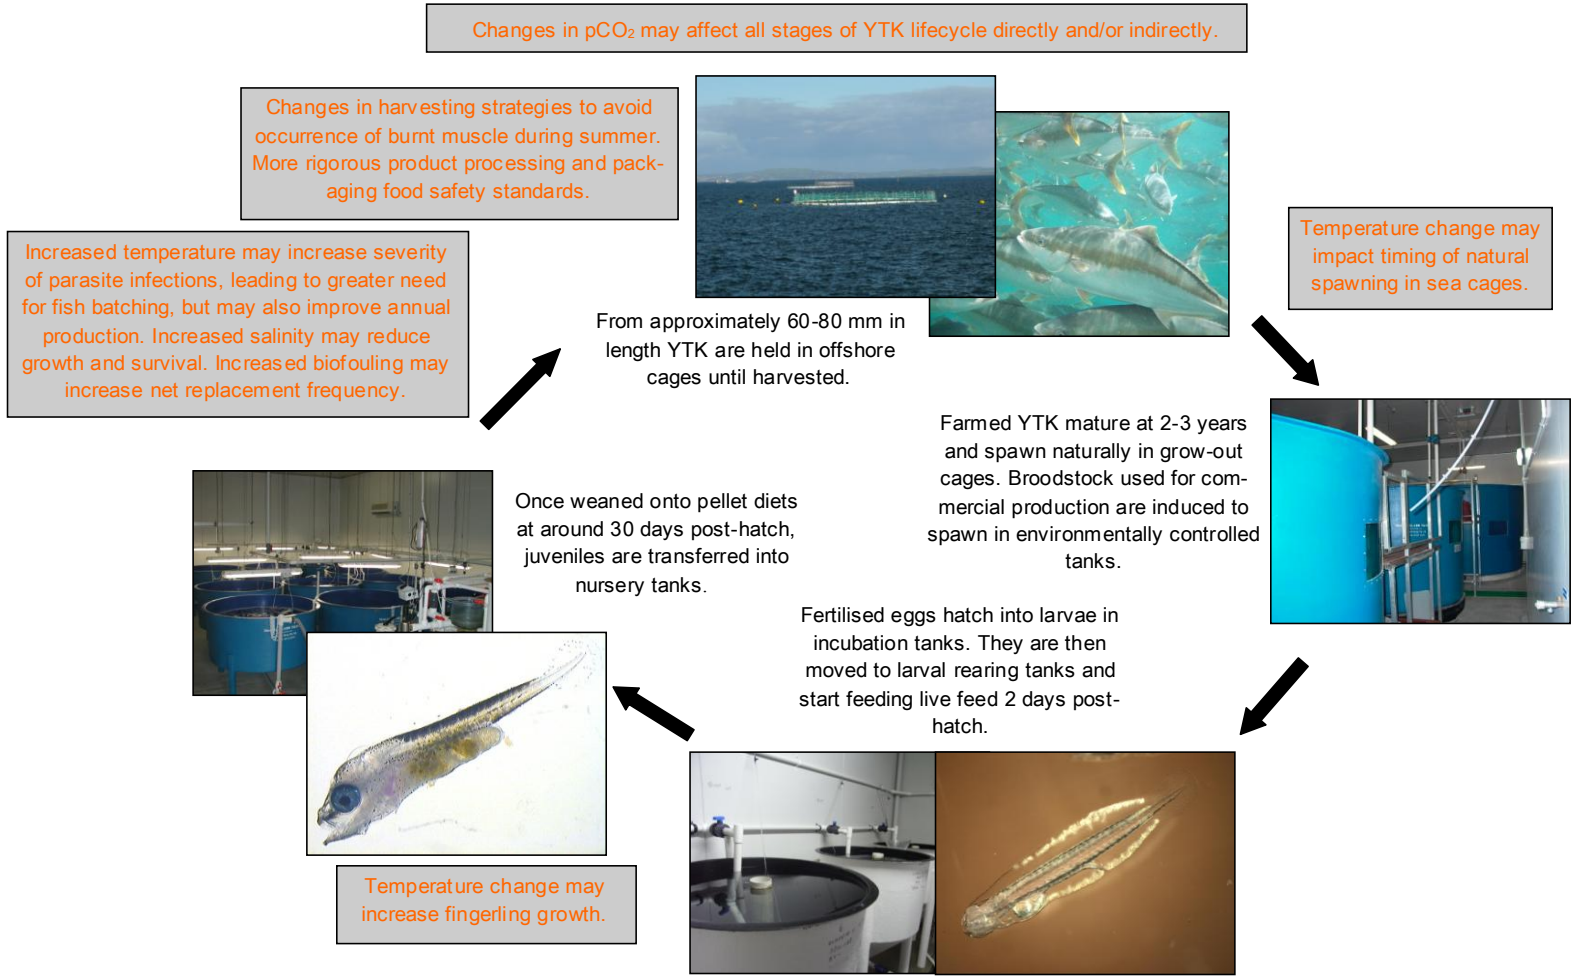 Changes in pCO₂ may affect all stages of YTK lifecycle directly and/or indirectly.
Changes in harvesting strategies to avoid
occurrence of burnt muscle during summer.
More rigorous product processing and pack-
aging food safety standards.
Increased temperature may increase severity
of parasite infections, leading to greater need
for fish batching, but may also improve annual
production. Increased salinity may reduce
growth and survival. Increased biofouling may
increase net replacement frequency.
From approximately 60-80 mm in
length YTK are held in offshore
cages until harvested.
Temperature change may
impact timing of natural
spawning in sea cages.
Farmed YTK mature at 2-3 years
and spawn naturally in grow-out
cages. Broodstock used for com-
mercial production are induced to
spawn in environmentally controlled
tanks.
Once weaned onto pellet diets
at around 30 days post-hatch,
juveniles are transferred into
nursery tanks.
Fertilised eggs hatch into larvae in
incubation tanks. They are then
moved to larval rearing tanks and
start feeding live feed 2 days post-
hatch.
Temperature change may
increase fingerling growth.